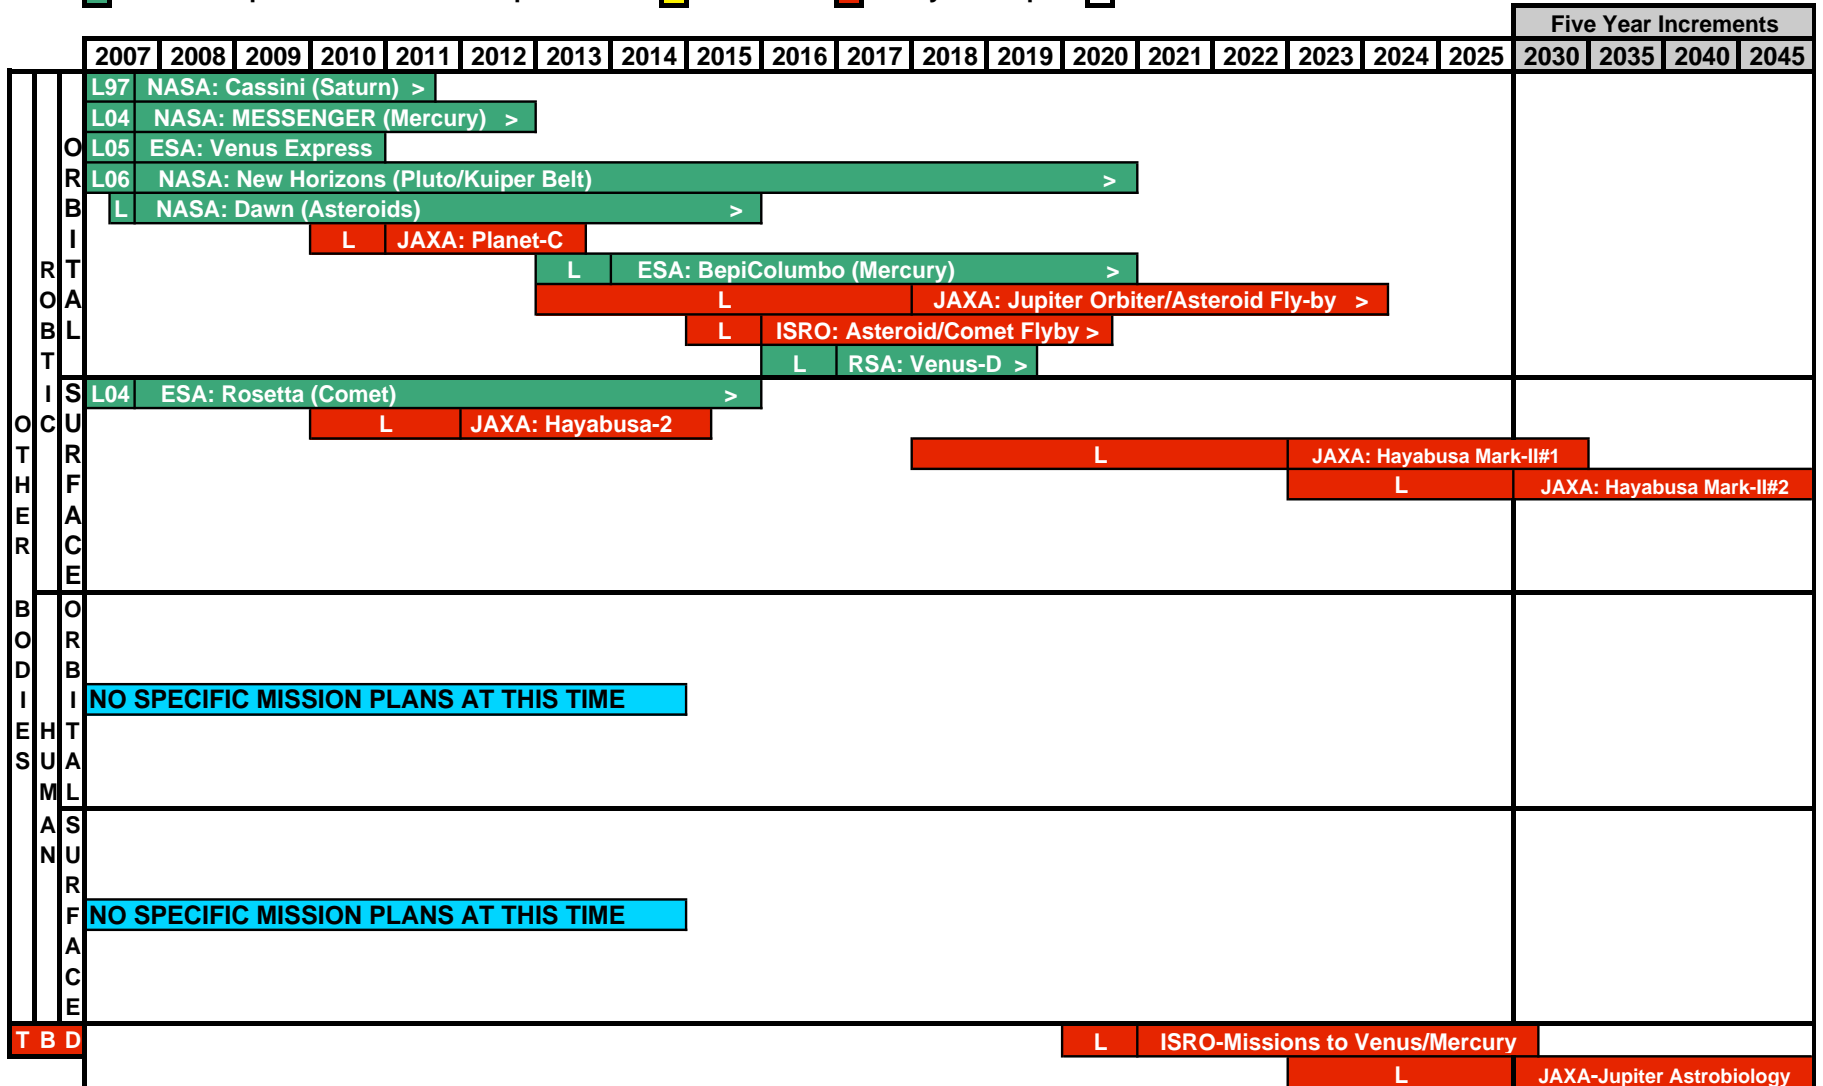 Five Year Increments
2007 2008 2009 2010 2011 2012 2013 2014 2015 2016 2017 2018 2019 2020 2021 2022 2023 2024 2025 2030 2035 2040 2045
OTHER BODIES
ROBTIC
ORBITAL
L97 NASA: Cassini (Saturn) >
L04 NASA: MESSENGER (Mercury) >
L05 ESA: Venus Express
L06 NASA: New Horizons (Pluto/Kuiper Belt) >
L NASA: Dawn (Asteroids) >
L JAXA: Planet-C
L ESA: BepiColumbo (Mercury) >
L JAXA: Jupiter Orbiter/Asteroid Fly-by >
L ISRO: Asteroid/Comet Flyby >
L RSA: Venus-D >
SURFACE
L04 ESA: Rosetta (Comet) >
L JAXA: Hayabusa-2
L JAXA: Hayabusa Mark-II#1
L JAXA: Hayabusa Mark-II#2
HUMAN
ORBITAL
NO SPECIFIC MISSION PLANS AT THIS TIME
SURFACE
NO SPECIFIC MISSION PLANS AT THIS TIME
TBD
L ISRO-Missions to Venus/Mercury
L JAXA-Jupiter Astrobiology